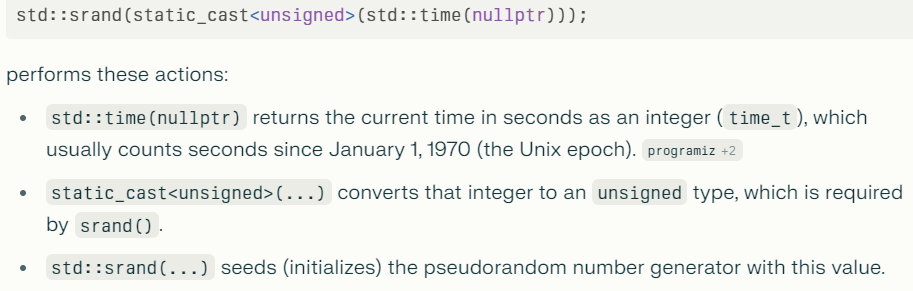 std::srand(static_cast<unsigned>(std::time(nullptr)));
performs these actions:
• std::time(nullptr) returns the current time in seconds as an integer ( time_t ), which
usually counts seconds since January 1, 1970 (the Unix epoch). programiz +2
• static_cast<unsigned>(...) converts that integer to an unsigned type, which is required
by srand() .
• std::srand(...) seeds (initializes) the pseudorandom number generator with this value.